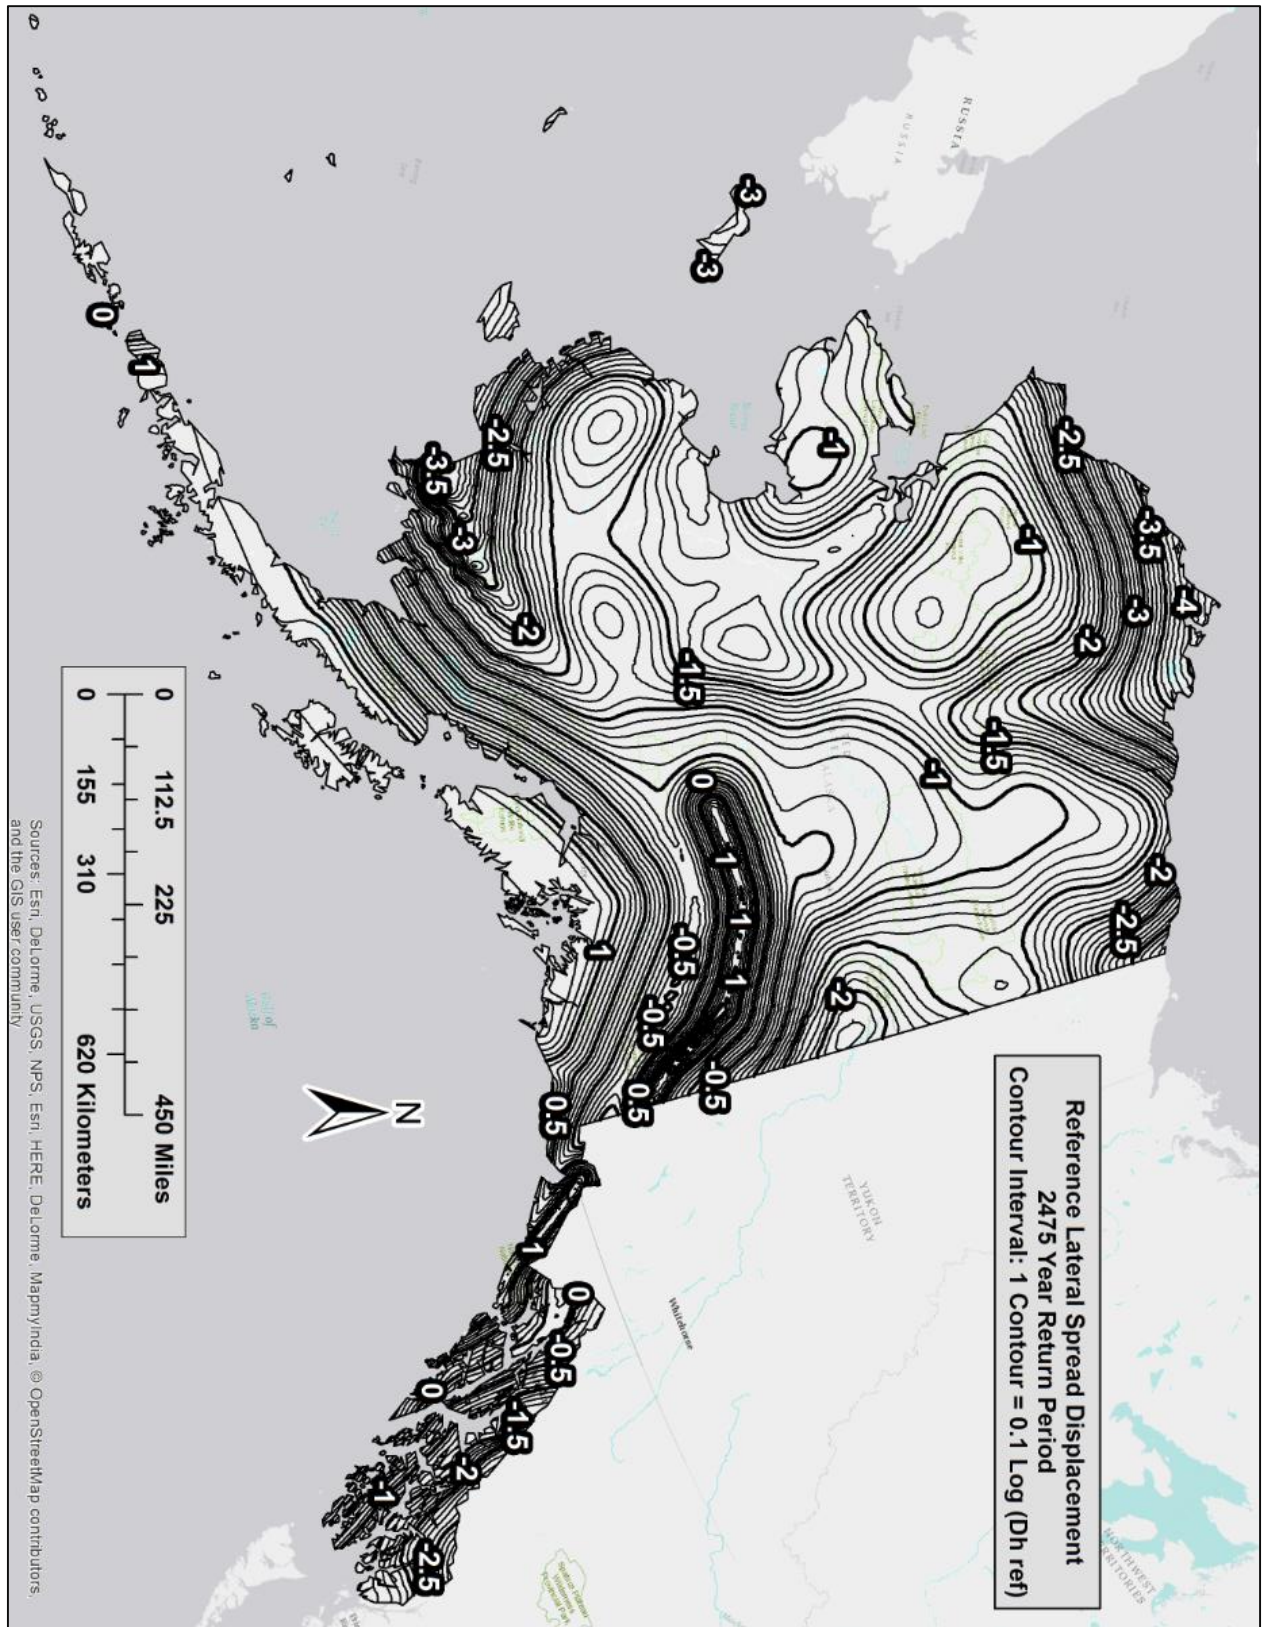 Reference Lateral Spread Displacement
2475 Year Return Period
Contour Interval: 1 Contour = 0.1 Log (Dh ref)
RUSSIA
RUSSIA
NORTHWEST
TERRITORIES
YUKON
TERRITORY
Whitehorse
Gulf of
Alaska
ALASKA
-3
-3
-2.5
-3.5
-4
-3
-2
-1
-1
-1.5
-1
-2
-2.5
-2
-1.5
-2.5
-3.5
-3
-2
0
1
1
1
-0.5
-0.5
-0.5
0.5
0.5
1
0
1
1
0
-0.5
0
-1.5
-2
-1
-2.5
N
0 112.5 225 450 Miles
0 155 310 620 Kilometers
Sources: Esri, DeLorme, USGS, NPS, Esri, HERE, DeLorme, MapmyIndia, © OpenStreetMap contributors,
and the GIS user community